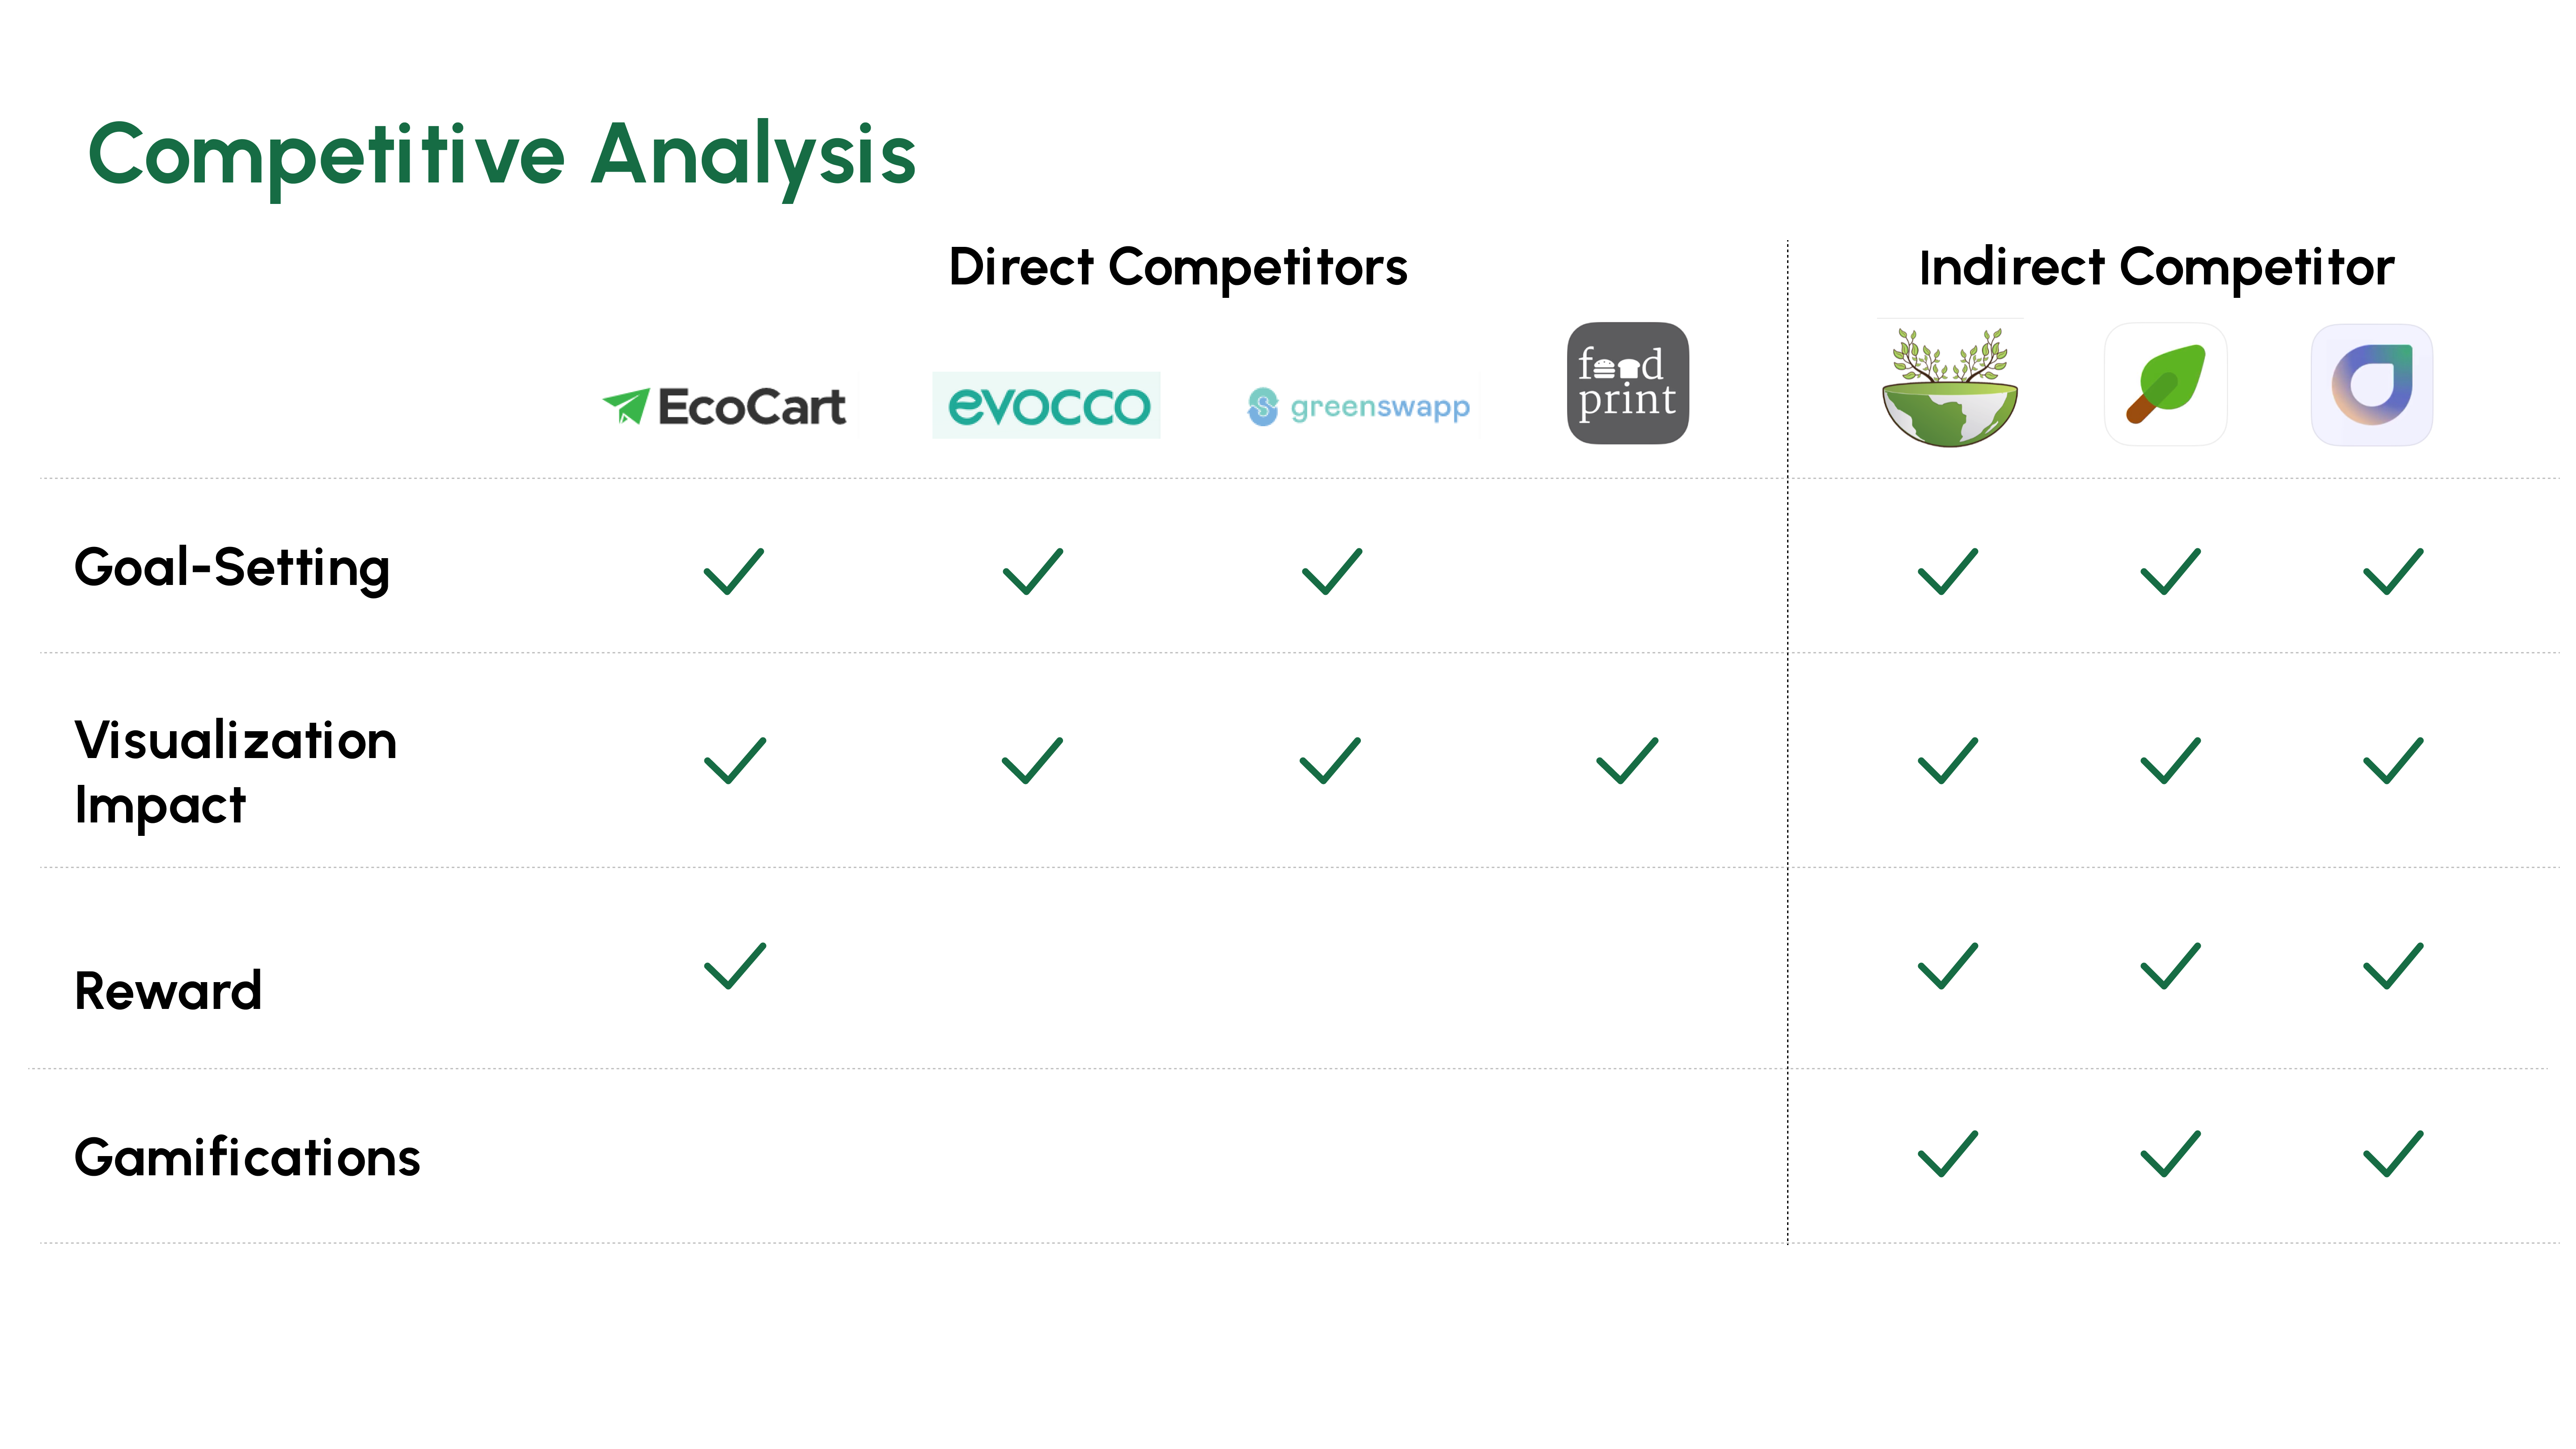 Competitive Analysis
Direct Competitors
Indirect Competitor
EcoCart
evocco
greenswapp
food
print
Goal-Setting
Visualization
Impact
Reward
Gamifications